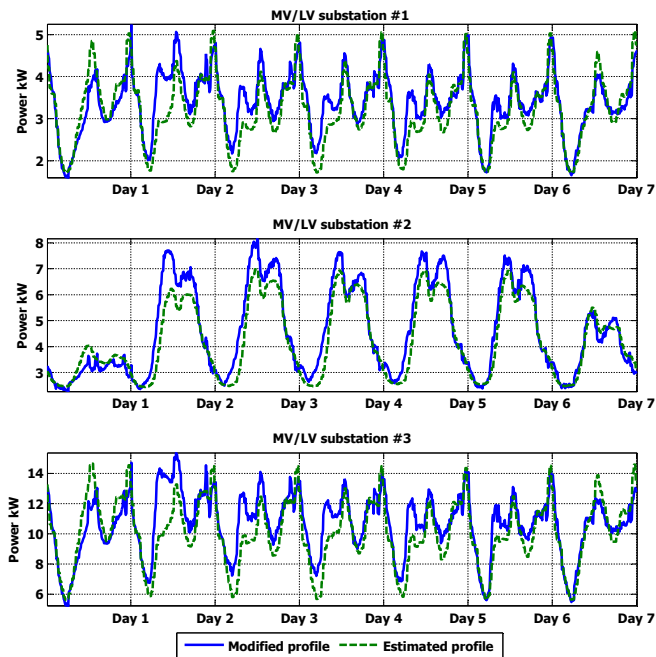 MV/LV substation #1
Power kW
5
4
3
2
Day 1 Day 2 Day 3 Day 4 Day 5 Day 6 Day 7
MV/LV substation #2
Power kW
8
7
6
5
4
3
Day 1 Day 2 Day 3 Day 4 Day 5 Day 6 Day 7
MV/LV substation #3
Power kW
14
12
10
8
6
Day 1 Day 2 Day 3 Day 4 Day 5 Day 6 Day 7
Modified profile Estimated profile